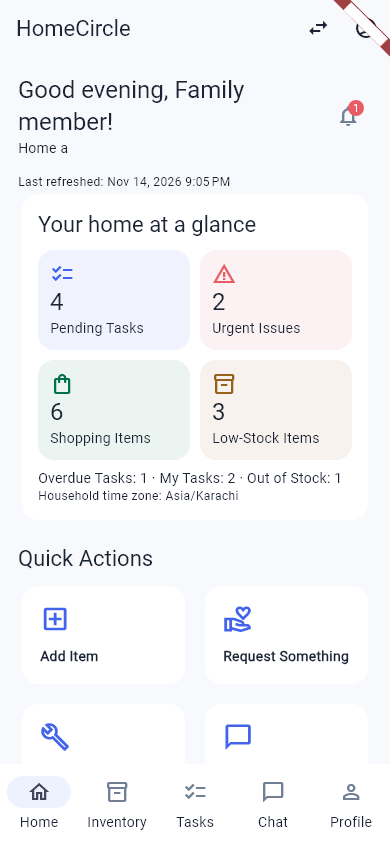 HomeCircle
Good evening, Family
member!
1
Home a
Last refreshed: Nov 14, 2026 9:05 PM
Your home at a glance
4
Pending Tasks
2
Urgent Issues
6
Shopping Items
3
Low-Stock Items
Overdue Tasks: 1 · My Tasks: 2 · Out of Stock: 1
Household time zone: Asia/Karachi
Quick Actions
Add Item
Request Something
Home
Inventory
Tasks
Chat
Profile